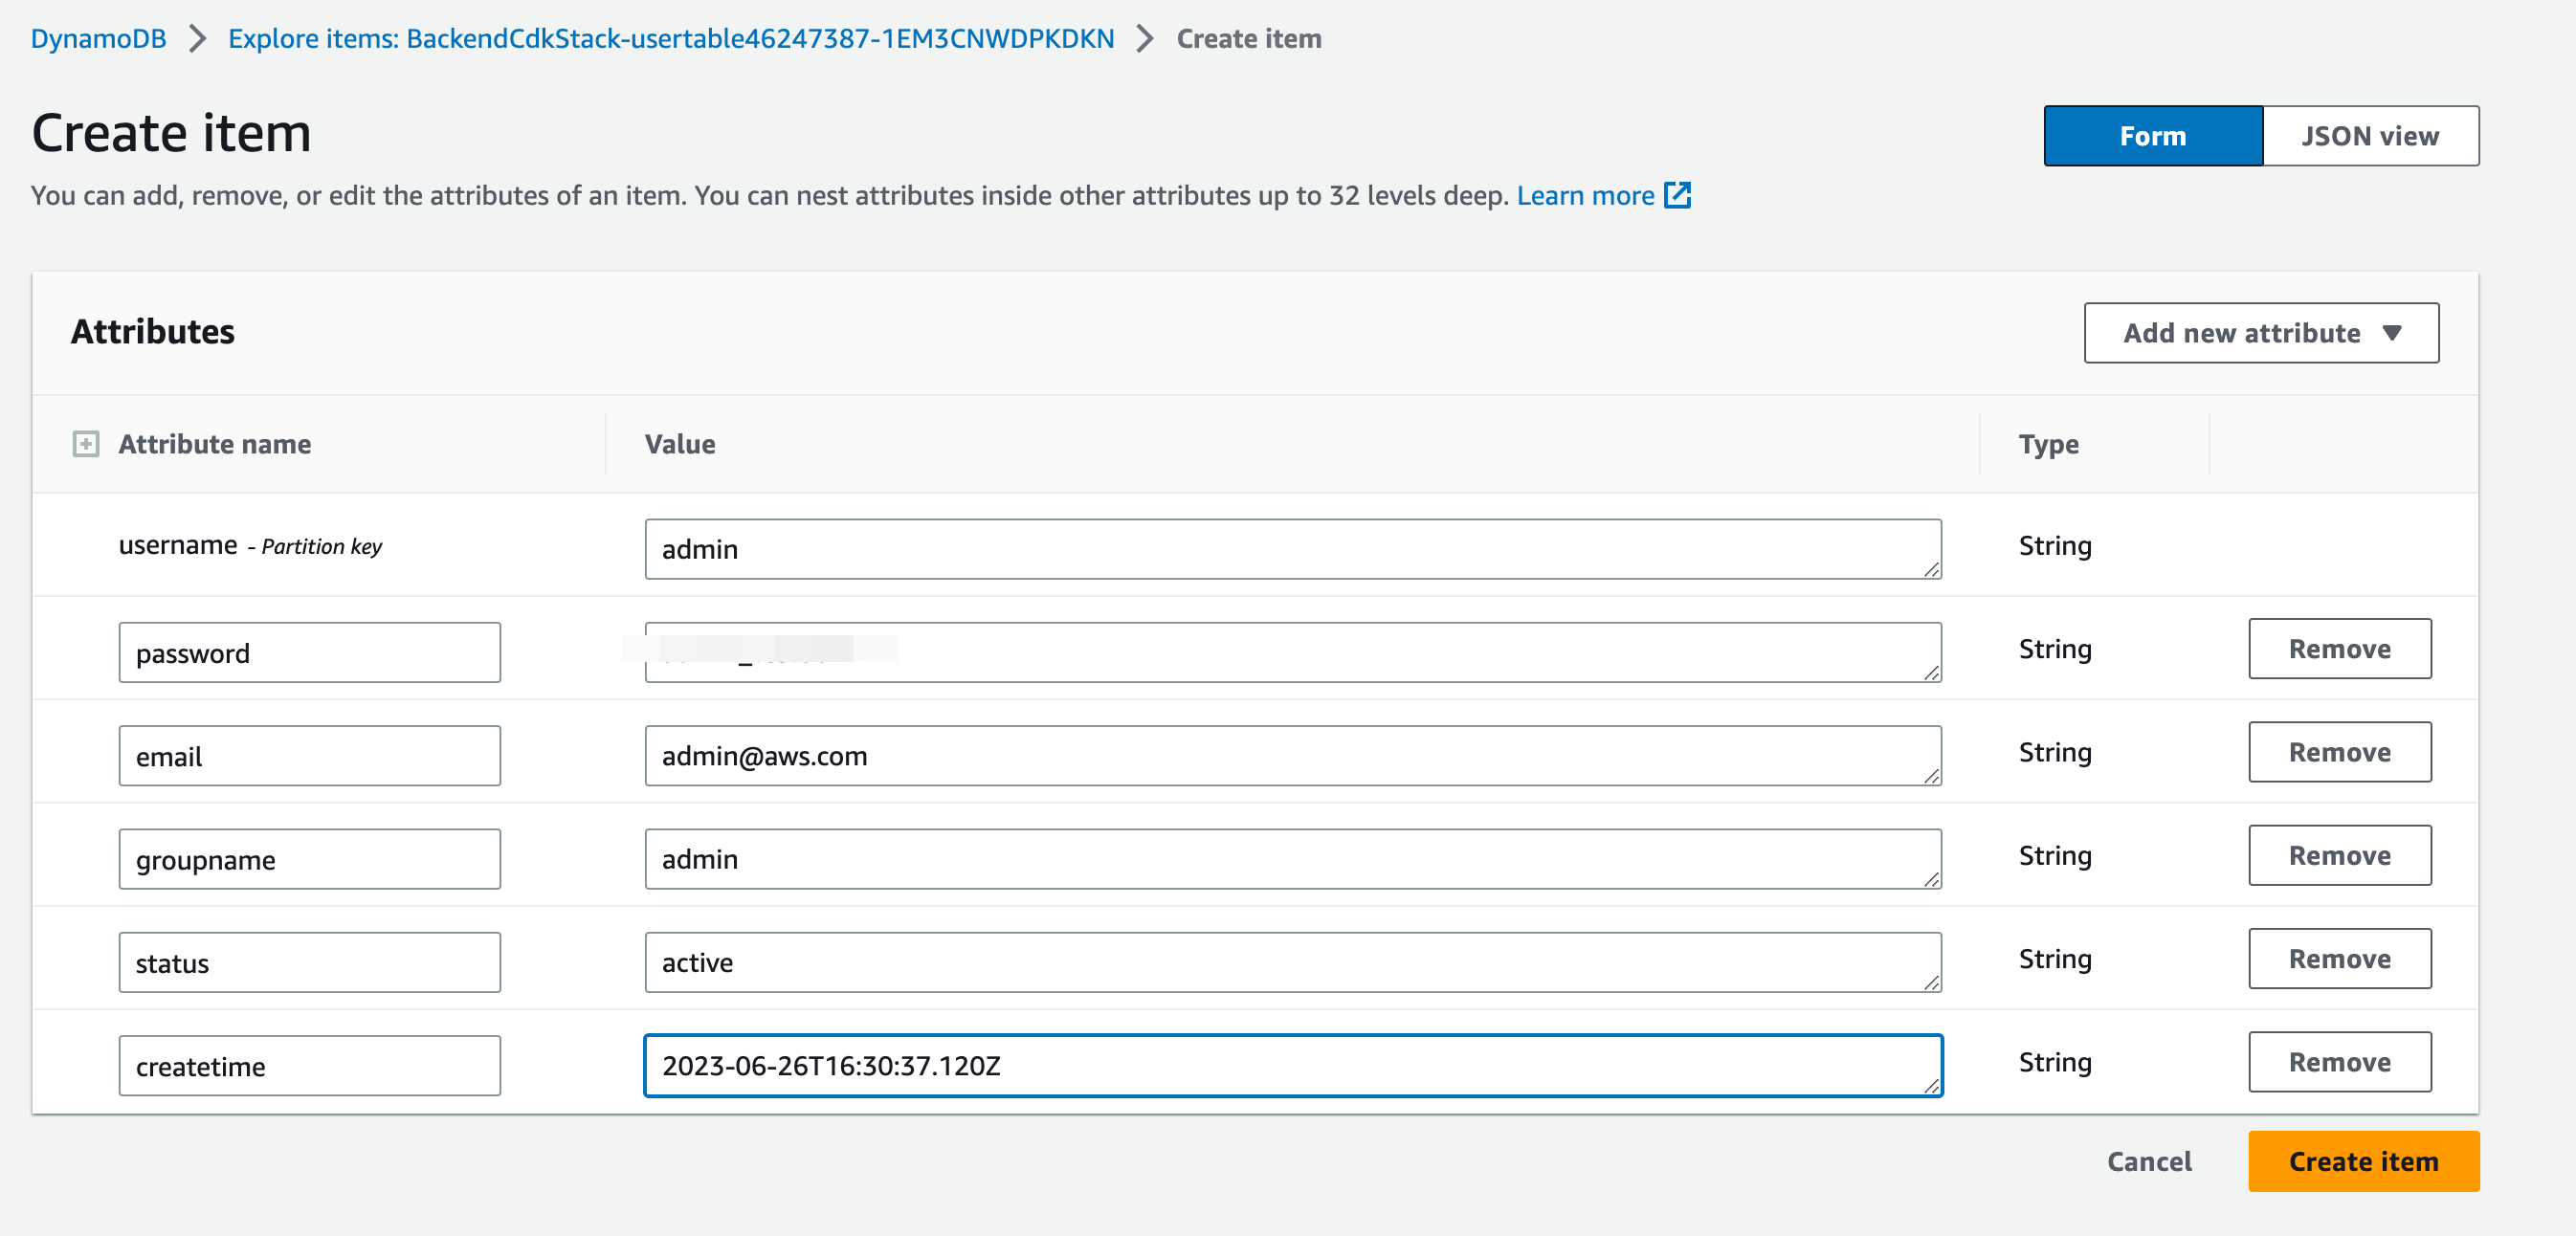 DynamoDB > Explore items: BackendCdkStack-usertable46247387-1EM3CNWDPKDKN > Create item
Create item
Form JSON view
You can add, remove, or edit the attributes of an item. You can nest attributes inside other attributes up to 32 levels deep. Learn more
Attributes
Add new attribute
Attribute name Value Type
username - Partition key admin String
password String Remove
email admin@aws.com String Remove
groupname admin String Remove
status active String Remove
createtime 2023-06-26T16:30:37.120Z String Remove
Cancel Create item